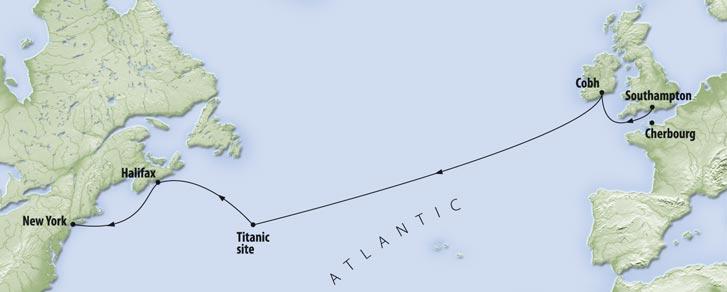 Cobh
Southampton
Cherbourg
Halifax
New York
Titanic
site
ATLANTIC